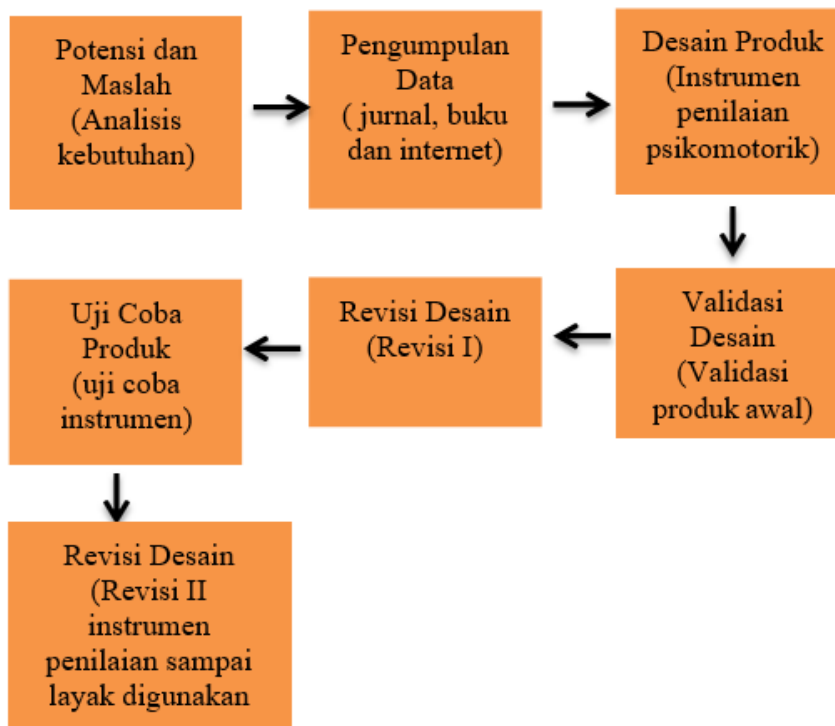 Potensi dan
Maslah
(Analisis
kebutuhan)
Pengumpulan
Data
( jurnal, buku
dan internet)
Desain Produk
(Instrumen
penilaian
psikomotorik)
Validasi
Desain
(Validasi
produk awal)
Revisi Desain
(Revisi I)
Uji Coba
Produk
(uji coba
instrumen)
Revisi Desain
(Revisi II
instrumen
penilaian sampai
layak digunakan